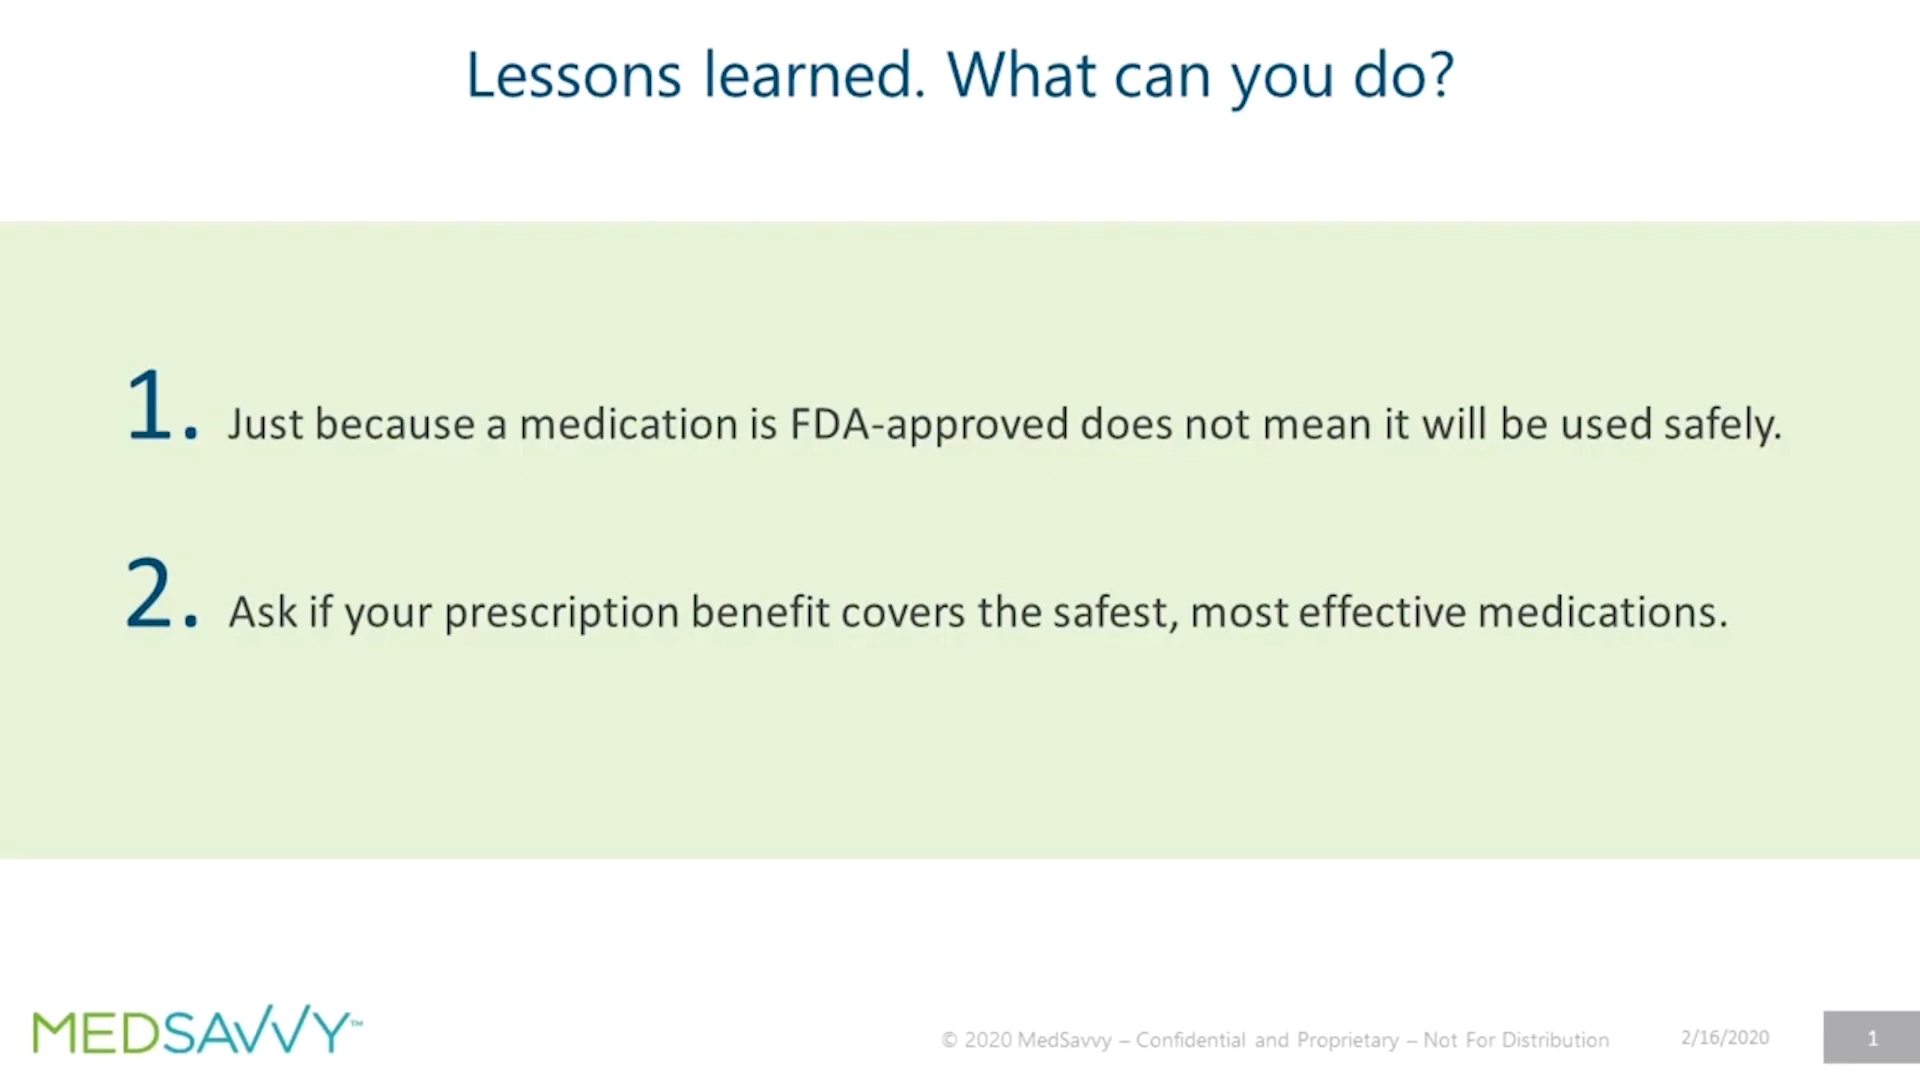 Lessons learned. What can you do?
1. Just because a medication is FDA-approved does not mean it will be used safely.
2. Ask if your prescription benefit covers the safest, most effective medications.
MEDSAVVY™
© 2020 MedSavvy – Confidential and Proprietary – Not For Distribution
2/16/2020
1